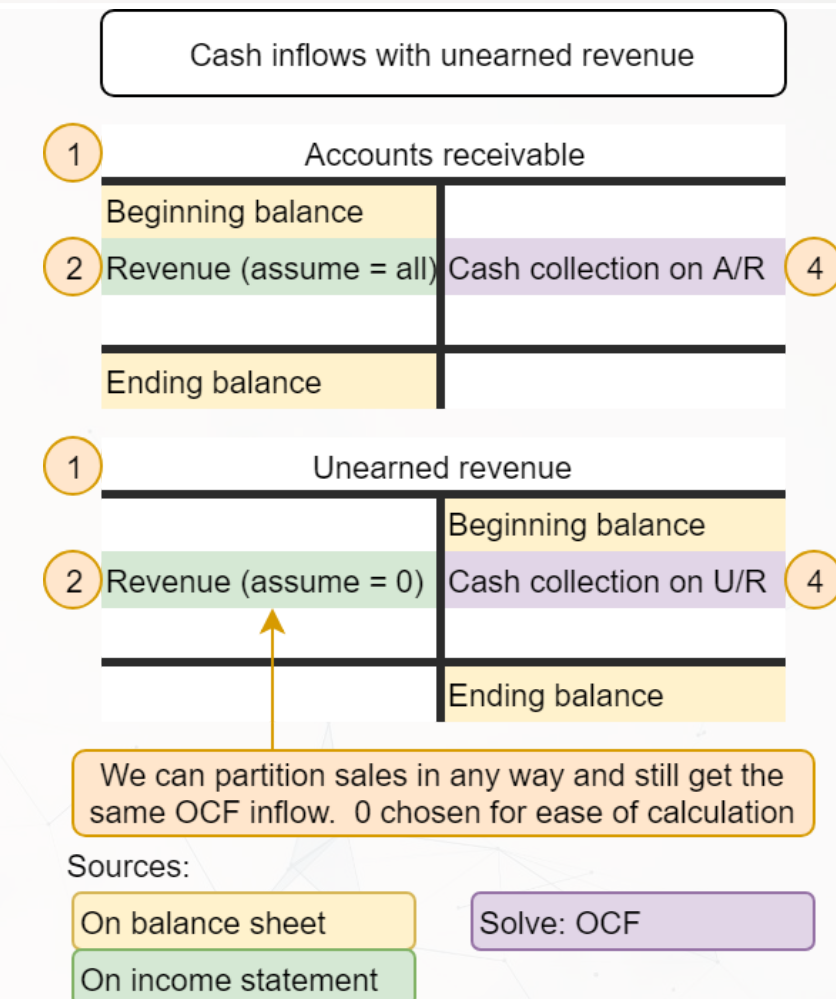 Cash inflows with unearned revenue
1
Accounts receivable
Beginning balance
2
Revenue (assume = all)
Cash collection on A/R
4
Ending balance
1
Unearned revenue
Beginning balance
2
Revenue (assume = 0)
Cash collection on U/R
4
Ending balance
We can partition sales in any way and still get the
same OCF inflow. 0 chosen for ease of calculation
Sources:
On balance sheet
Solve: OCF
On income statement